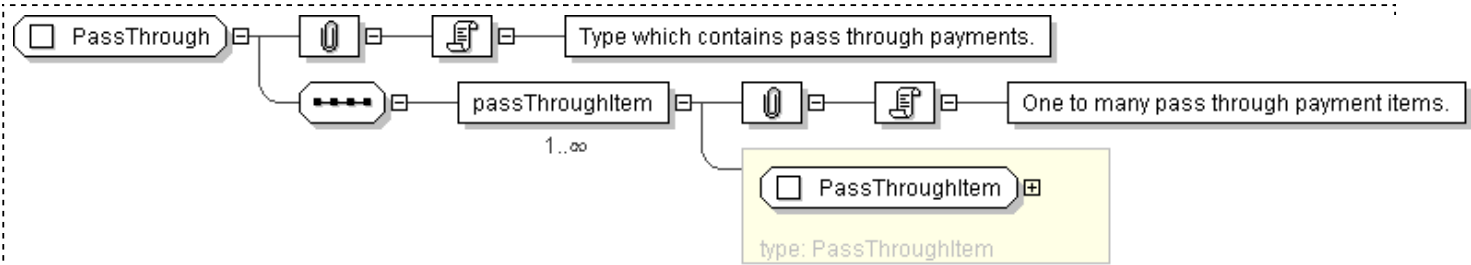 PassThrough
Type which contains pass through payments.
passThroughItem
One to many pass through payment items.
1..∞
PassThroughItem
type: PassThroughItem